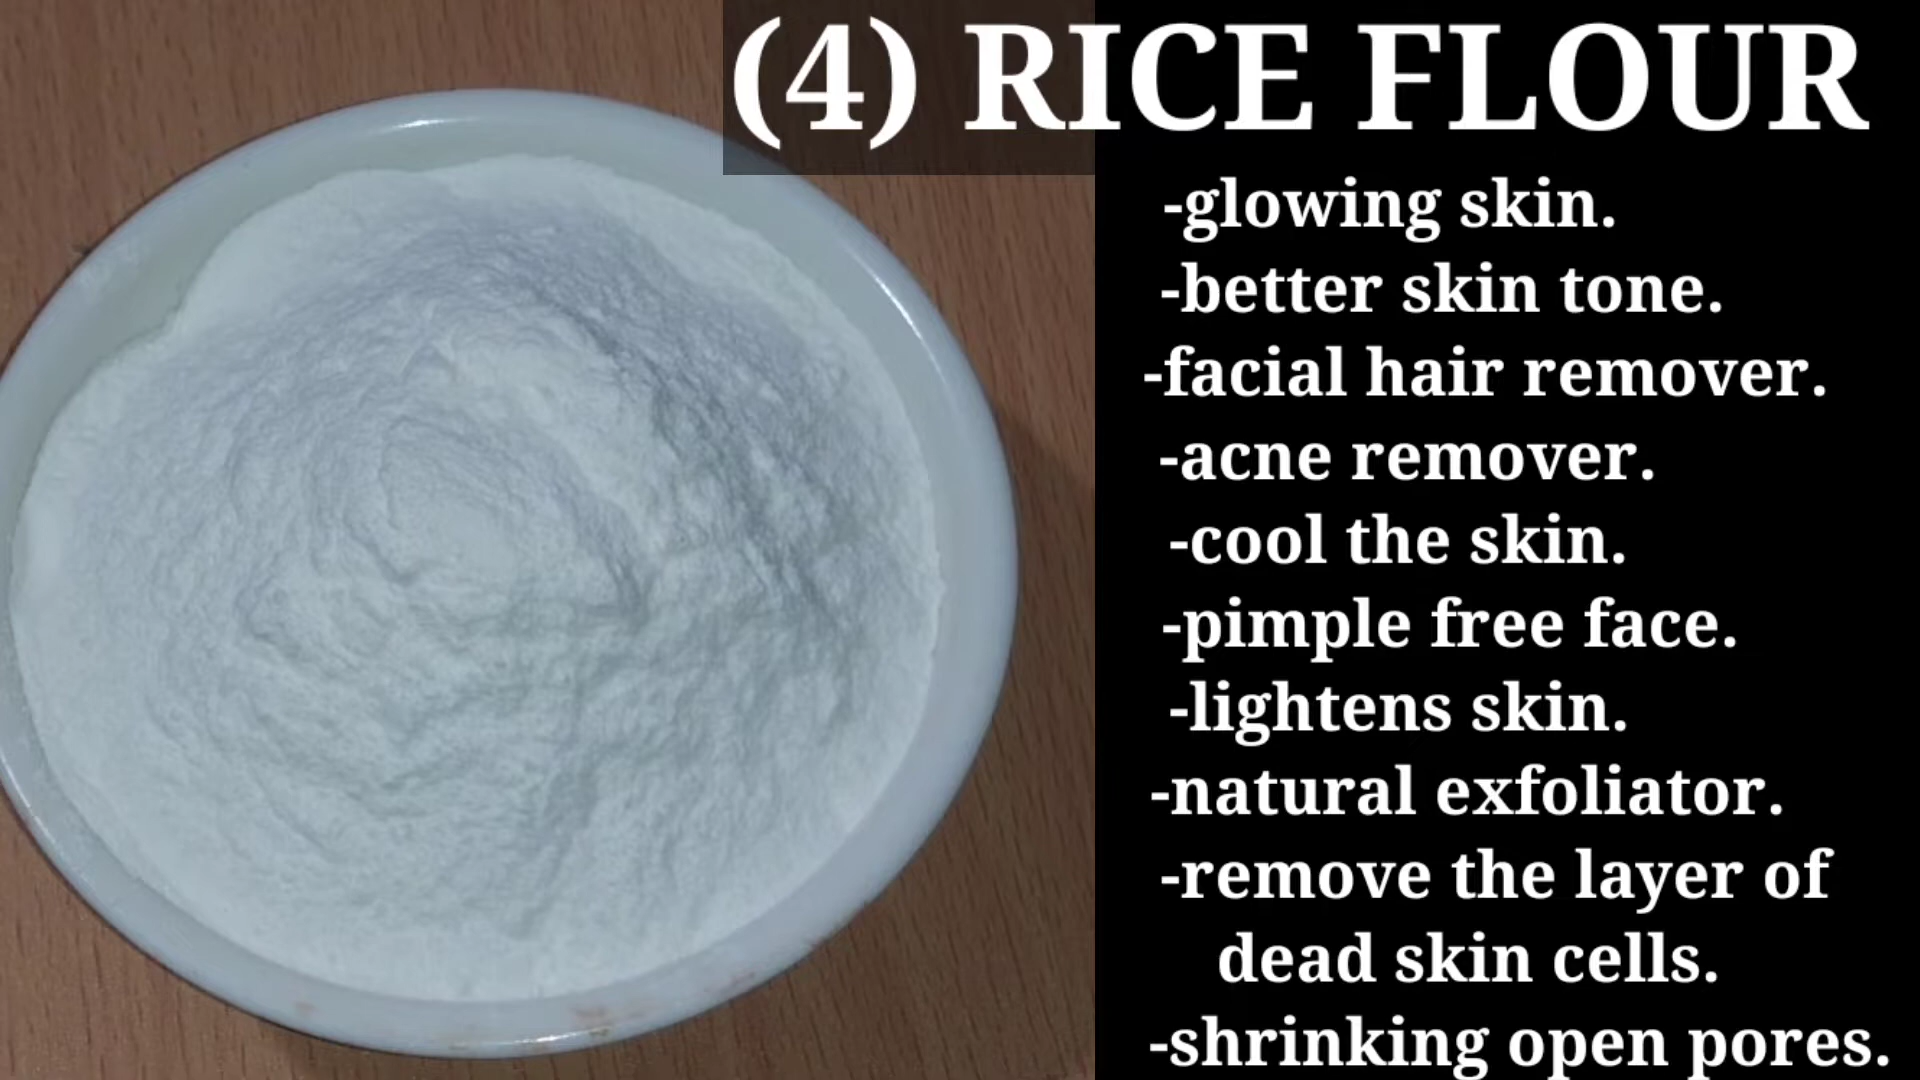 (4) RICE FLOUR
-glowing skin.
-better skin tone.
-facial hair remover.
-acne remover.
-cool the skin.
-pimple free face.
-lightens skin.
-natural exfoliator.
-remove the layer of
dead skin cells.
-shrinking open pores.